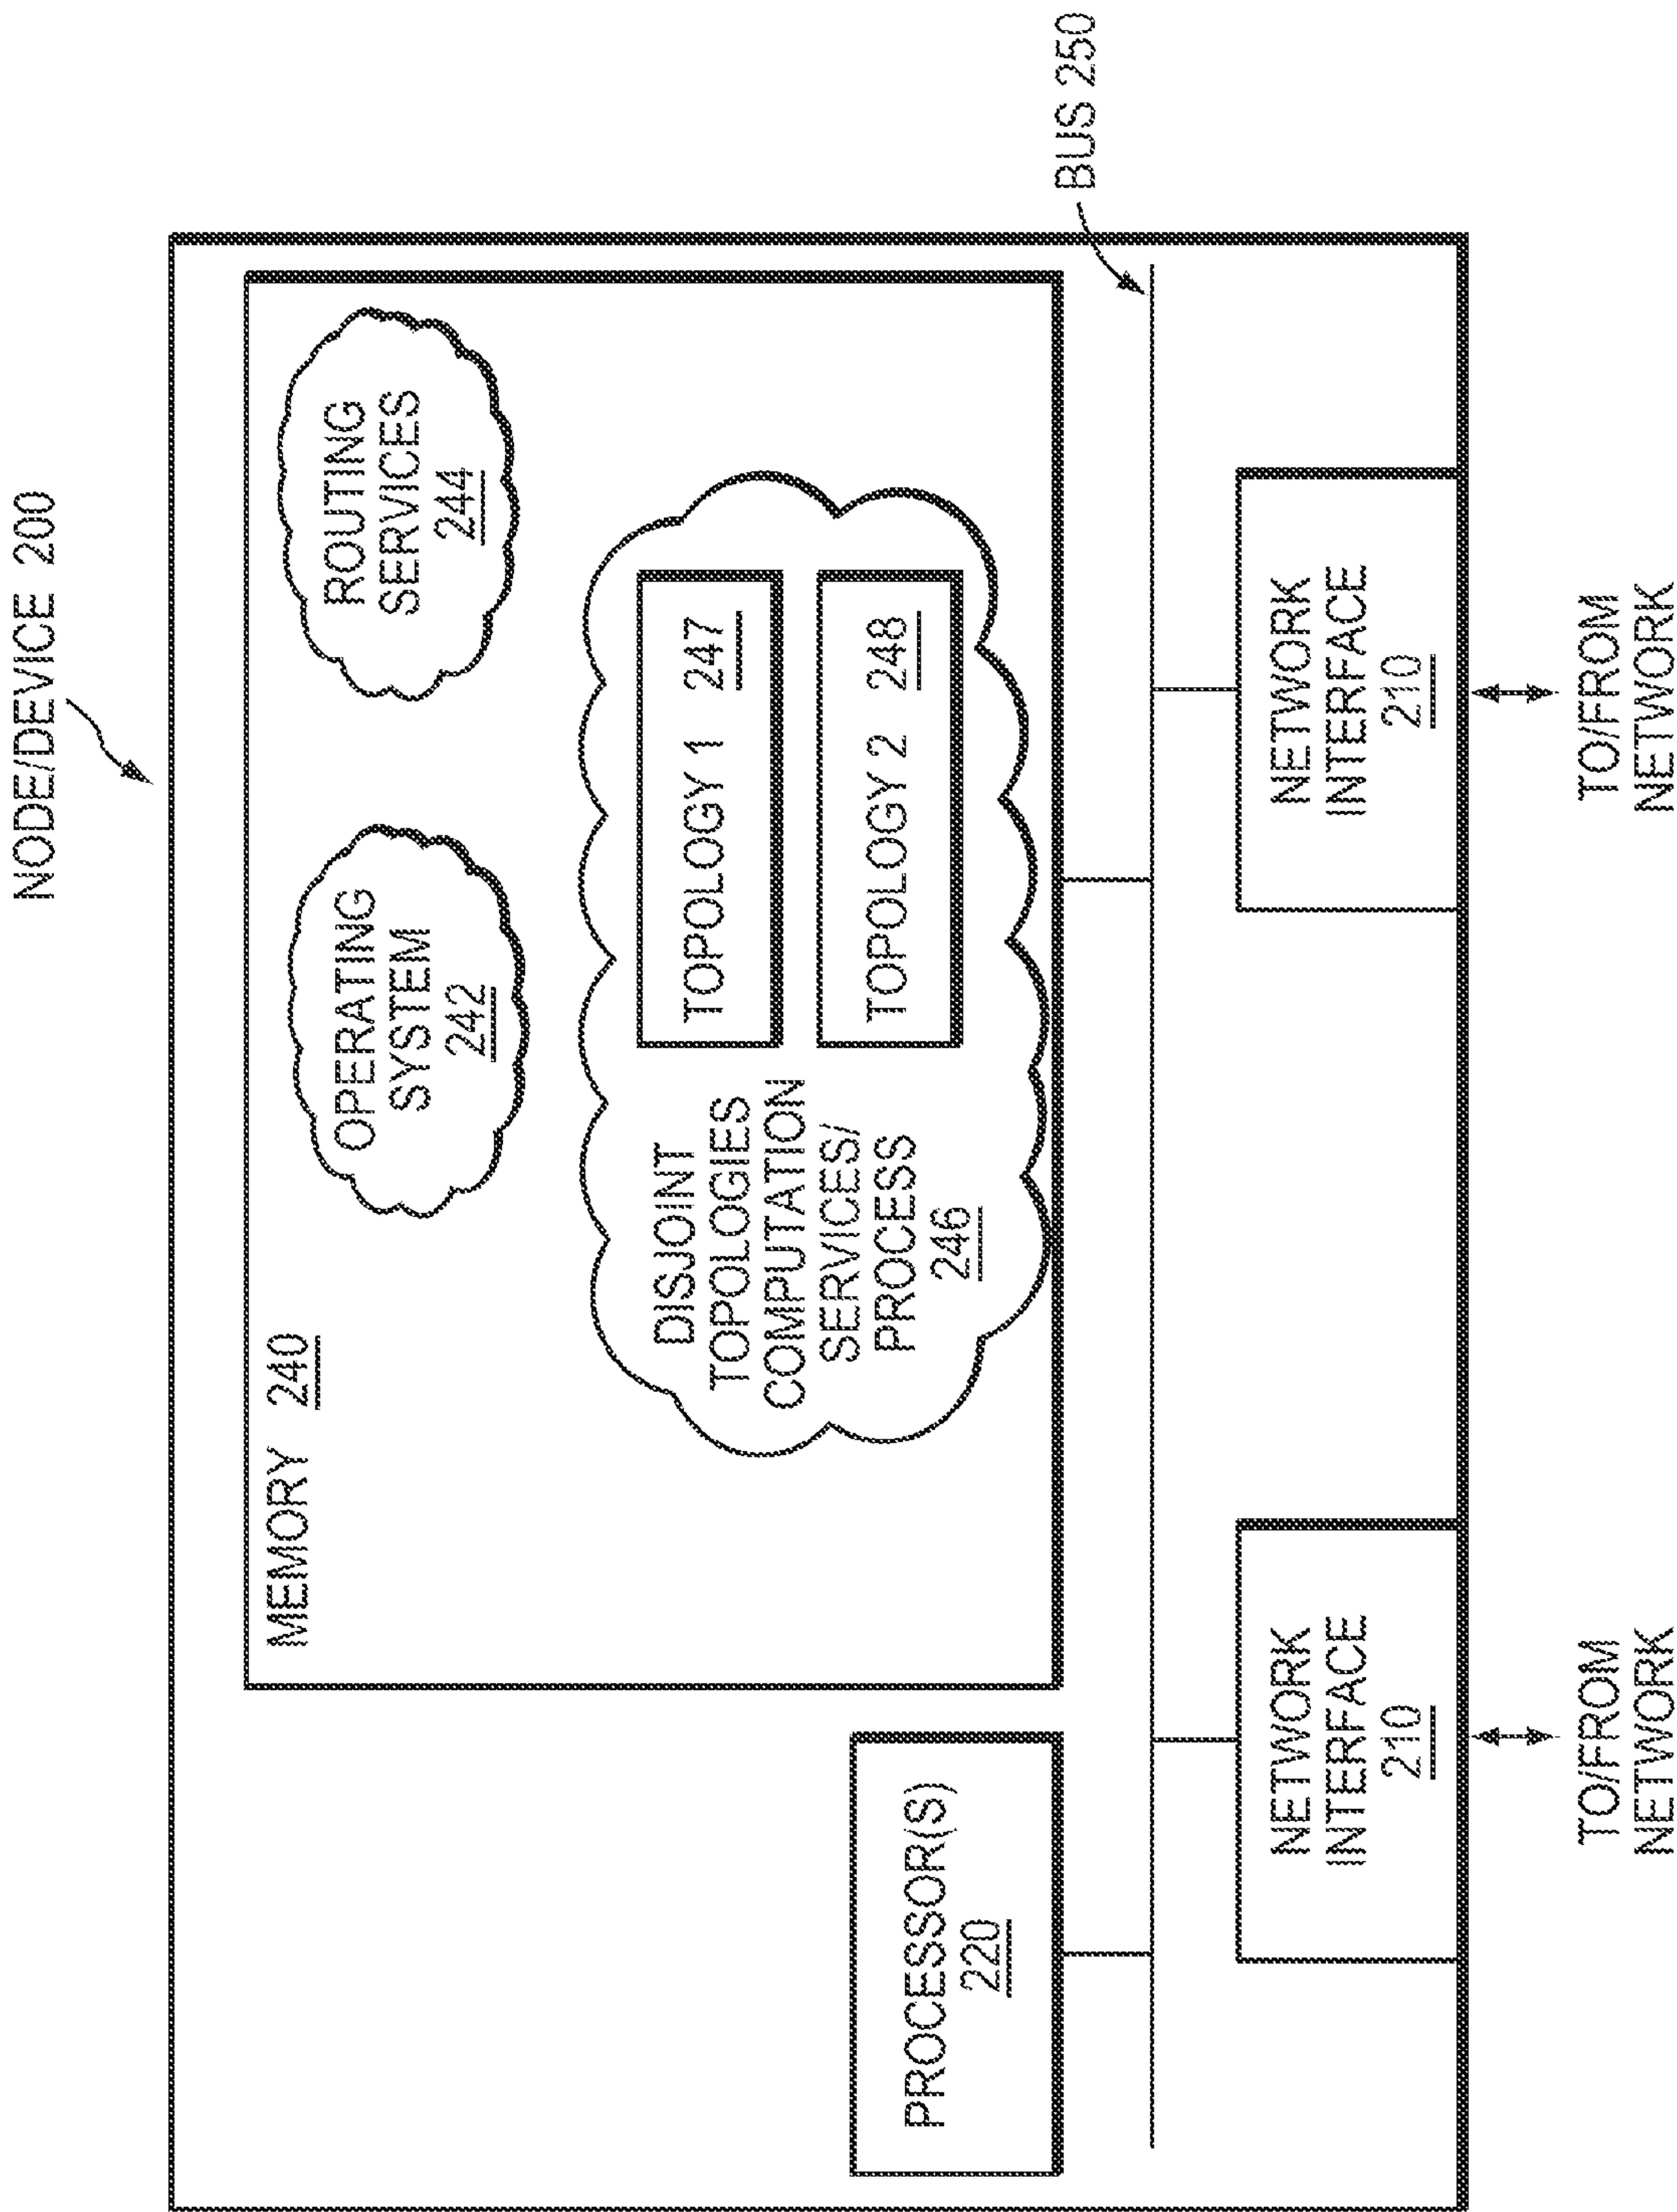 NODE/DEVICE 200
MEMORY 240
OPERATING
SYSTEM
242
ROUTING
SERVICES
244
DISJOINT
TOPOLOGIES
COMPUTATION
SERVICES/
PROCESS
246
TOPOLOGY 1 247
TOPOLOGY 2 248
PROCESSOR(S)
220
BUS 250
NETWORK
INTERFACE
210
NETWORK
INTERFACE
210
TO/FROM
NETWORK
TO/FROM
NETWORK